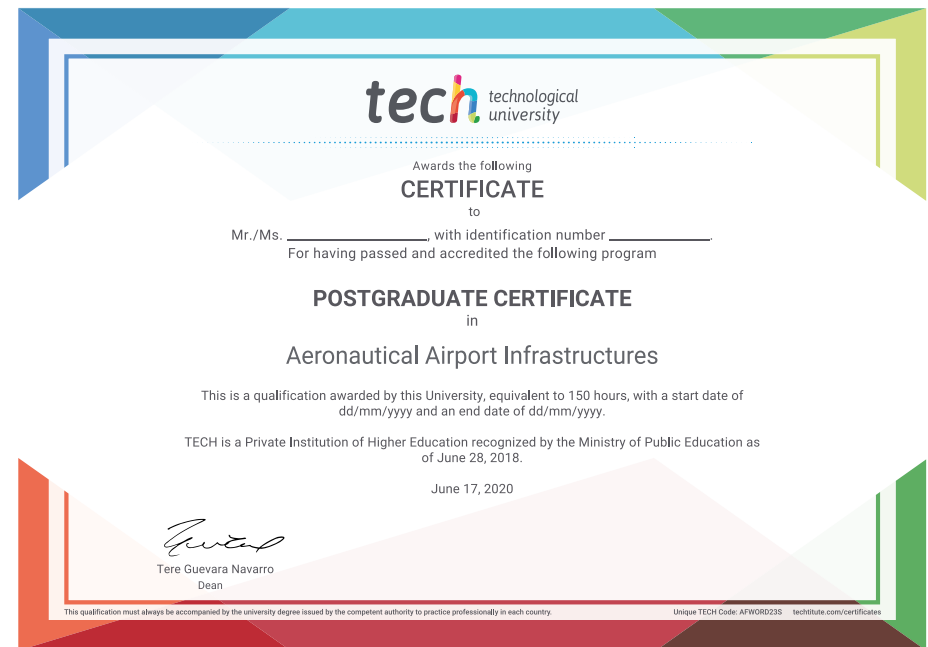 tech technological
university
Awards the following
CERTIFICATE
to
Mr./Ms. ____________________, with identification number ______________.
For having passed and accredited the following program
POSTGRADUATE CERTIFICATE
in
Aeronautical Airport Infrastructures
This is a qualification awarded by this University, equivalent to 150 hours, with a start date of
dd/mm/yyyy and an end date of dd/mm/yyyy.
TECH is a Private Institution of Higher Education recognized by the Ministry of Public Education as
of June 28, 2018.
June 17, 2020
Tere Guevara Navarro
Dean
This qualification must always be accompanied by the university degree issued by the competent authority to practice professionally in each country.
Unique TECH Code: AFWORD23S techtitute.com/certificates